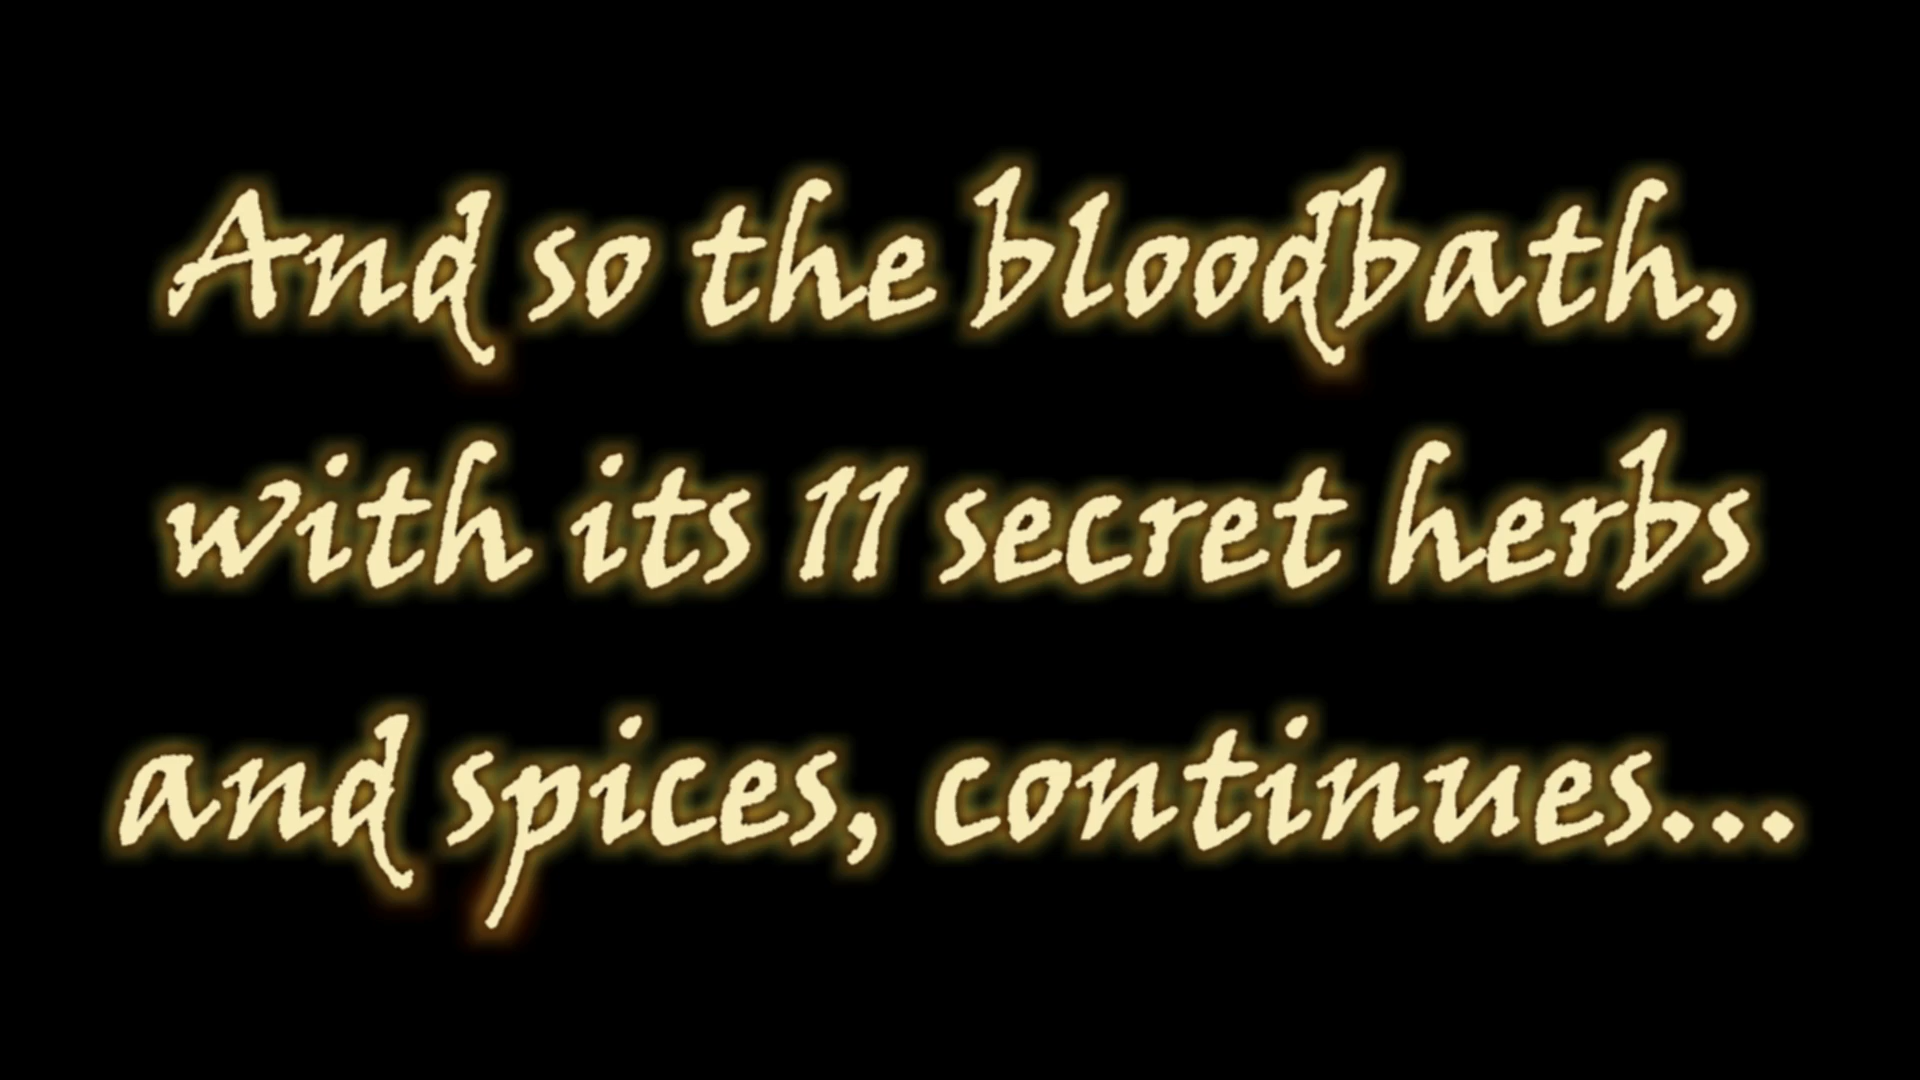 And so the bloodbath,
with its 11 secret herbs
and spices, continues...